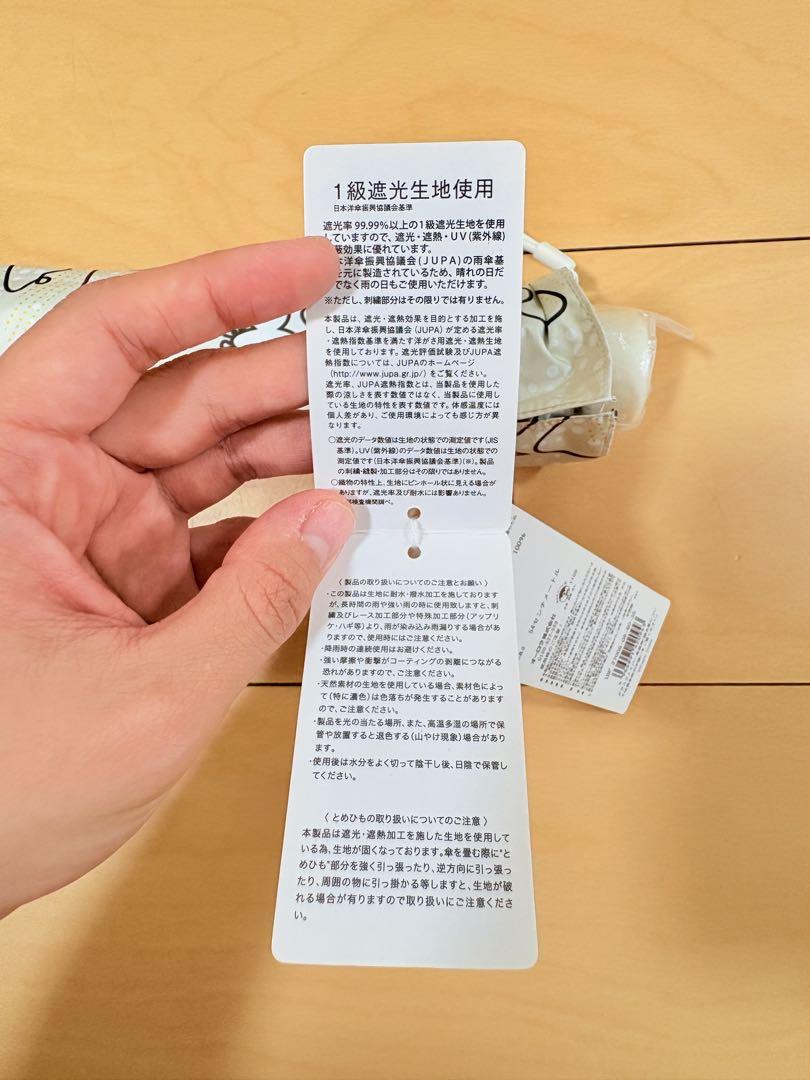 1級遮光生地使用
日本洋傘振興協議会基準
遮光率 99.99%以上の1級遮光生地を使用
していますので、遮光・遮熱・UV(紫外線)
蔽効果に優れています。
本洋傘振興協議会(JUPA)の雨傘基
を元に製造されているため、晴れの日だ
でなく雨の日もご使用いただけます。
※ただし、刺繍部分はその限りでは有りません。
本製品は、遮光・遮熱効果を目的とする加工を施
し、日本洋傘振興協議会(JUPA)が定める遮光率
・遮熱指数基準を満たす洋がさ用遮光・遮熱生地
を使用しております。遮光評価試験及びJUPA遮
熱指数については、JUPAのホームページ
(http://www.jupa.gr.jp/)をご覧ください。
遮光率、JUPA遮熱指数とは、当製品を使用した
際の涼しさを表す数値ではなく、当製品に使用し
ている生地の特性を表す数値です。体感温度には
個人差があり、ご使用環境によっても感じ方が異
なります。
○遮光のデータ数値は生地の状態での測定値です(JIS
基準)。UV(紫外線)のデータ数値は生地の状態での
測定値です(日本洋傘振興協議会基準)(※)。製品
の刺繍・縫製・加工部分はその限りではありません。
○織物の特性上、生地にピンホール状に見える場合が
ありますが、遮光率及び耐水には影響ありません。
検査機関調べ。
〈 製品の取り扱いについてのご注意とお願い 〉
・この製品は生地に耐水・撥水加工を施しております
が、長時間の雨や強い雨の時に使用致しますと、刺
繍及びレース加工部分や特殊加工部分(アップリ
ケ・ハギ等)より、雨が染み込み雨漏りする場合があ
りますので、使用時にはご注意ください。
・降雨時の連続使用はお避けください。
・強い摩擦や衝撃がコーティングの剥離につながる
恐れがありますので、ご注意ください。
・天然素材の生地を使用している場合、素材色によっ
て(特に濃色)は色落ちが発生することがあります
ので、ご注意ください。
・製品を光の当たる場所、また、高温多湿の場所で保
管や放置すると退色する(山やけ現象)場合があり
ます。
・使用後は水分をよく切って陰干し後、日陰で保管し
てください。
〈 とめひもの取り扱いについてのご注意 〉
本製品は遮光・遮熱加工を施した生地を使用して
いる為、生地が固くなっております。傘を畳む際に"と
めひも"部分を強く引っ張ったり、逆方向に引っ張っ
たり、周囲の物に引っ掛かる等しますと、生地が破
れる場合が有りますので取り扱いにご注意くださ
い。
100%
54センチメートル